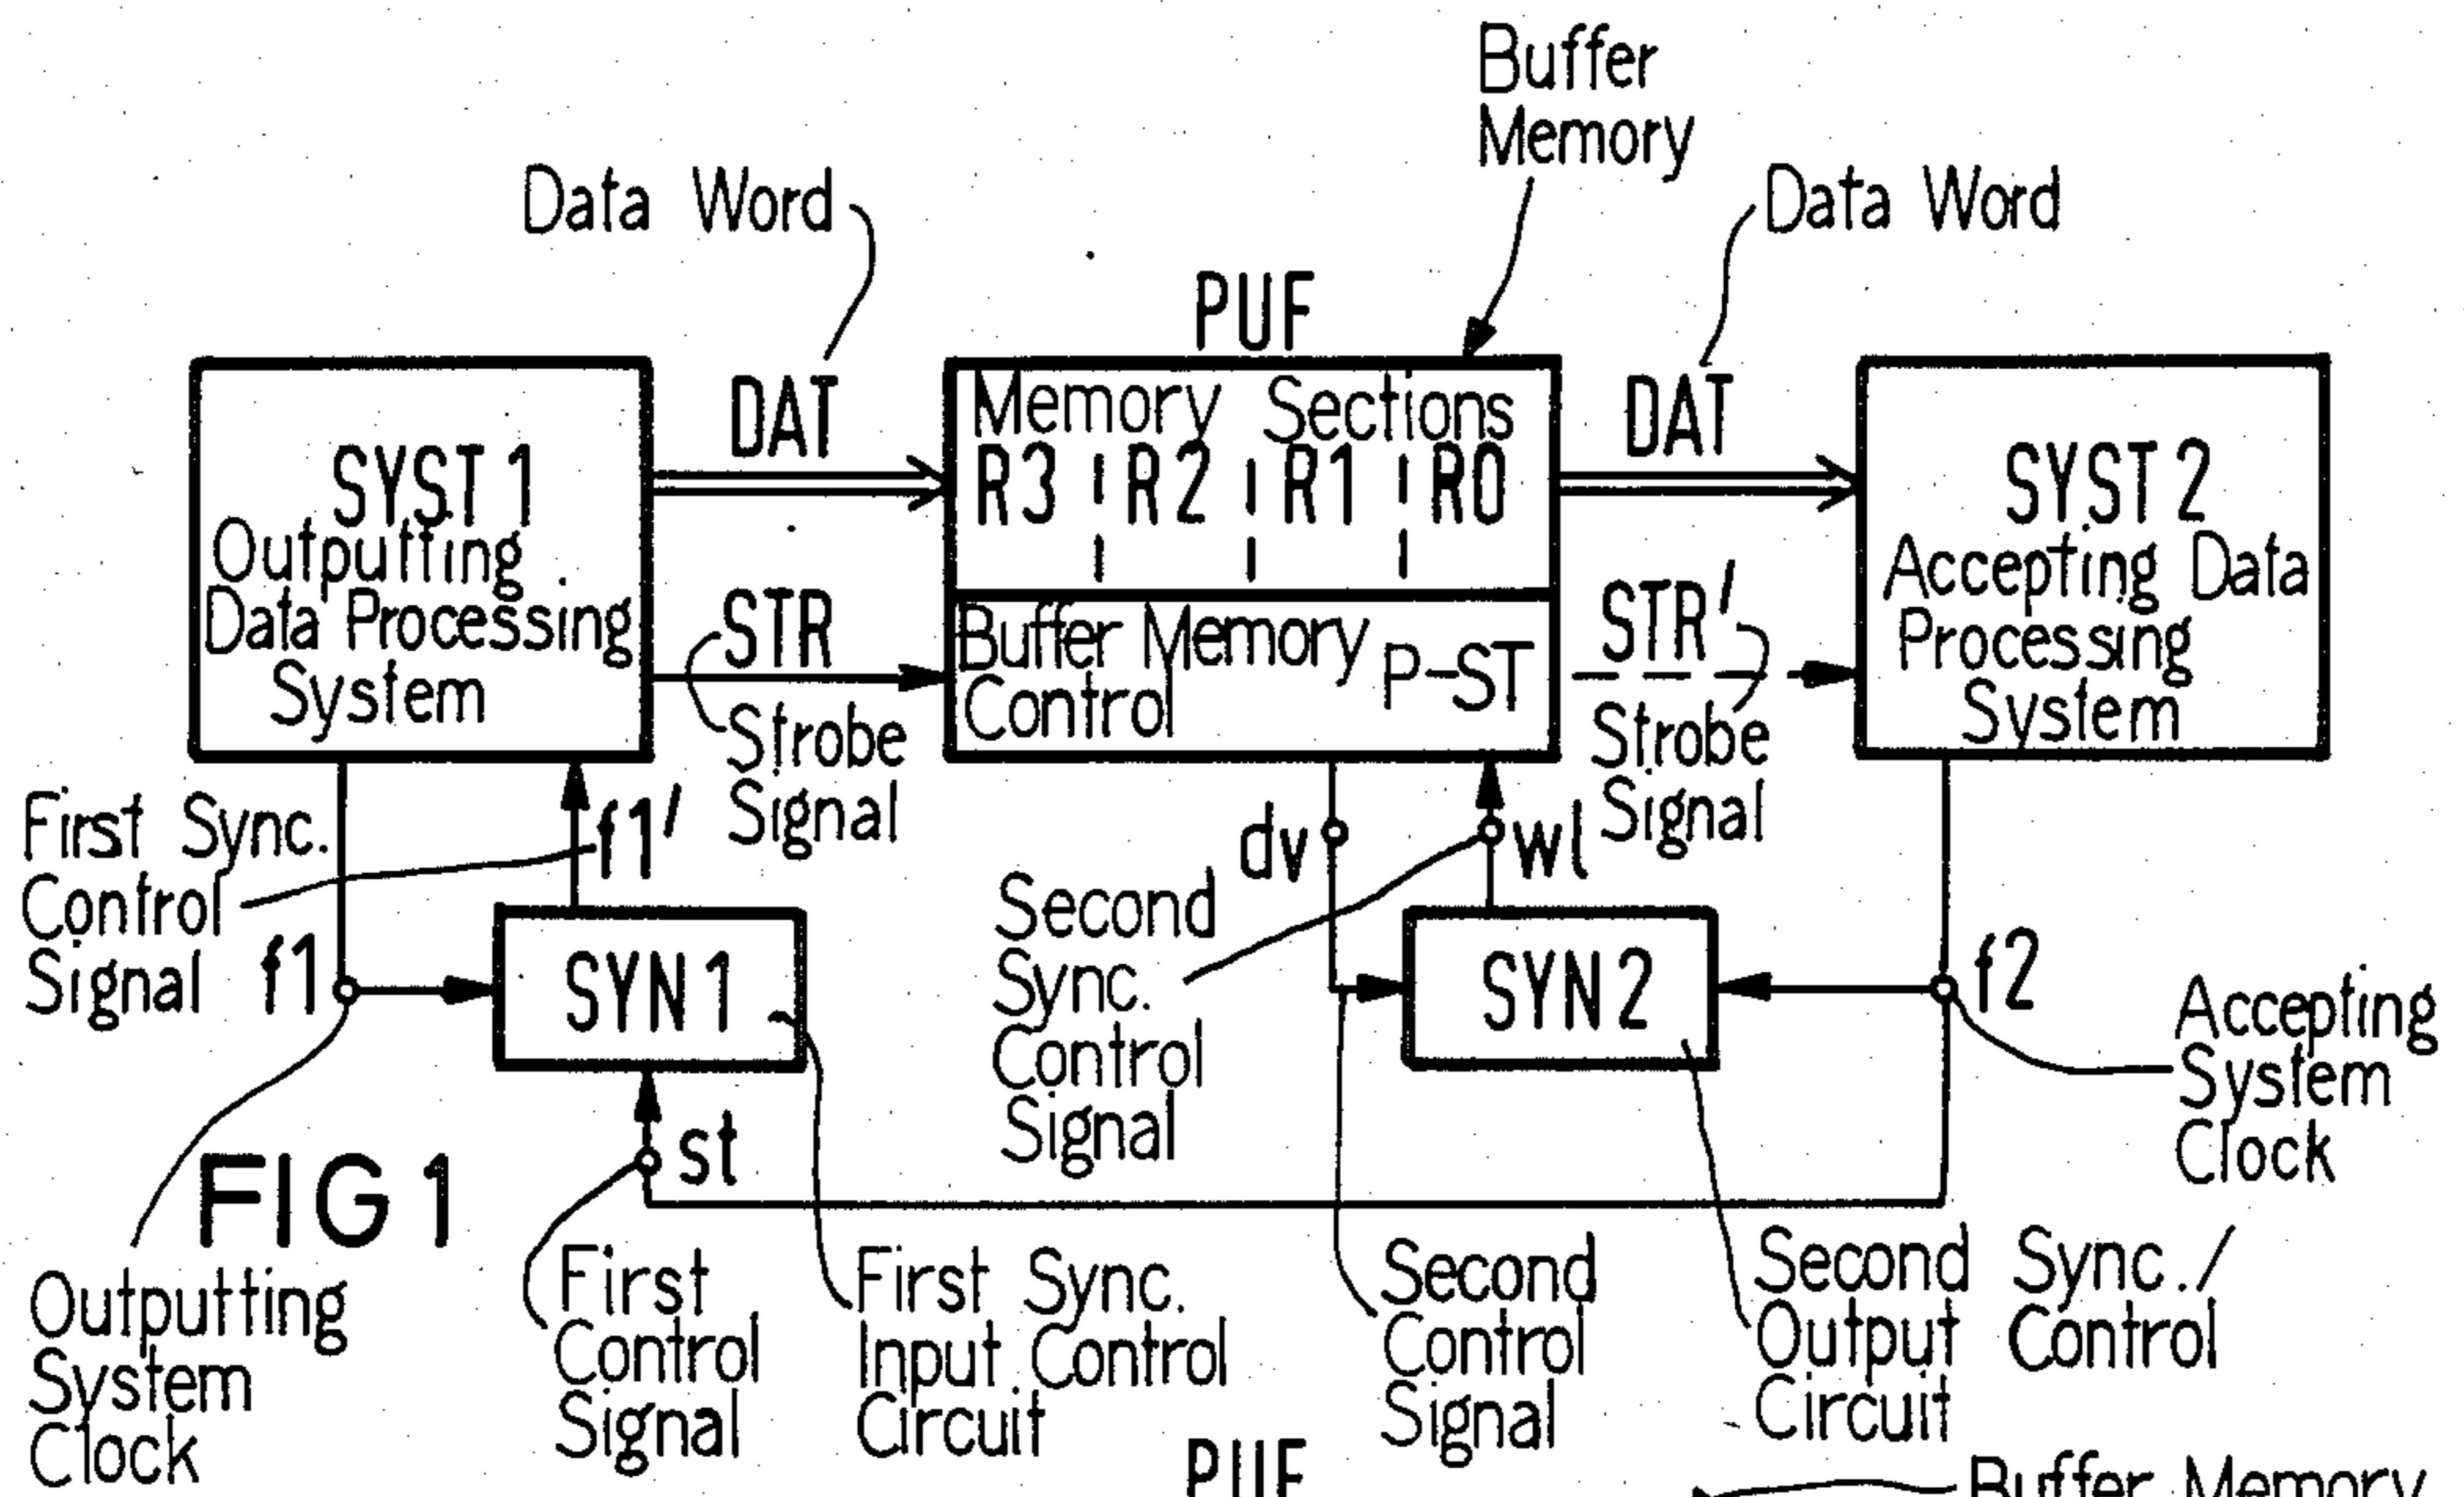 Buffer
Memory
Data Word
Data Word
PUF
DAT
DAT
Memory Sections
R3 R2 R1 R0
SYST 1
Outputting
Data Processing
System
SYST 2
Accepting Data
Processing
System
STR
Strobe
Signal
Buffer Memory
Control
P-ST
STR'
Strobe
Signal
First Sync.
Control
Signal
f1'
f1
dv
wl
Second
Sync.
Control
Signal
SYN 1
SYN 2
f2
Accepting
System
Clock
st
FIG 1
Outputting
System
Clock
First
Control
Signal
First Sync.
Input Control
Circuit
Second
Control
Signal
Second Sync.
Output Control
Circuit
PUF
Buffer Memory